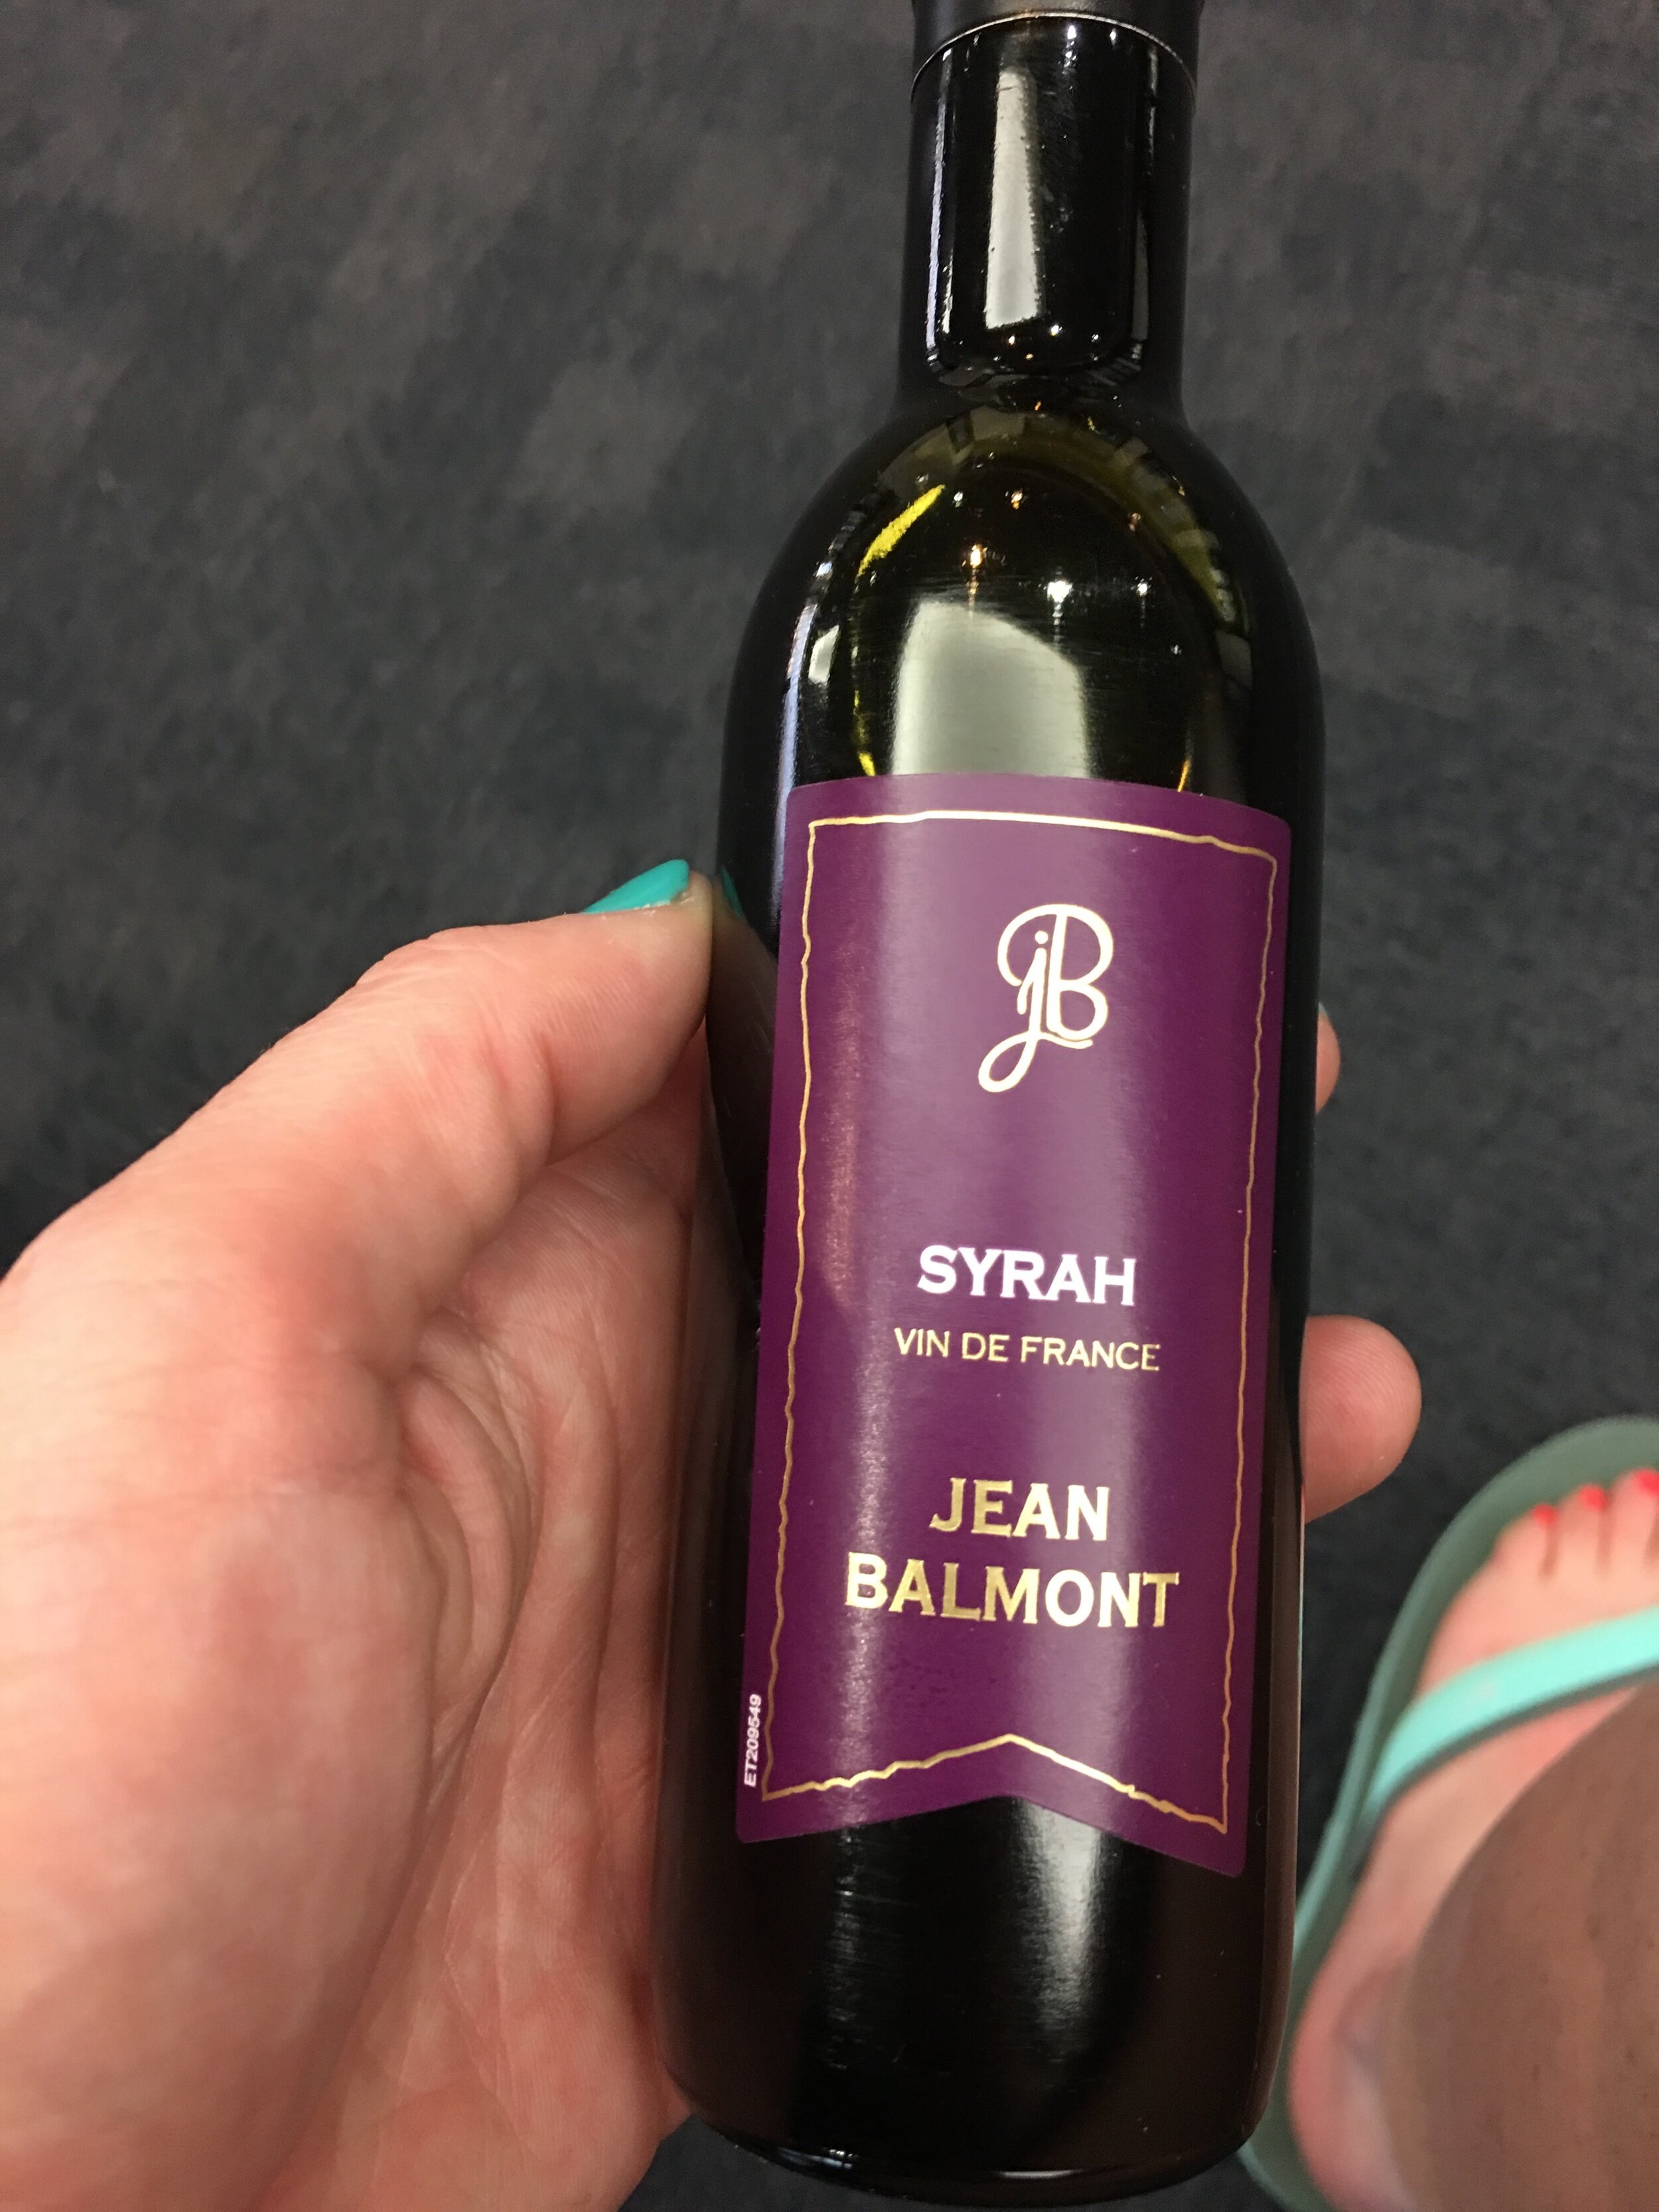 jB
SYRAH
VIN DE FRANCE
JEAN
BALMONT
ET209549